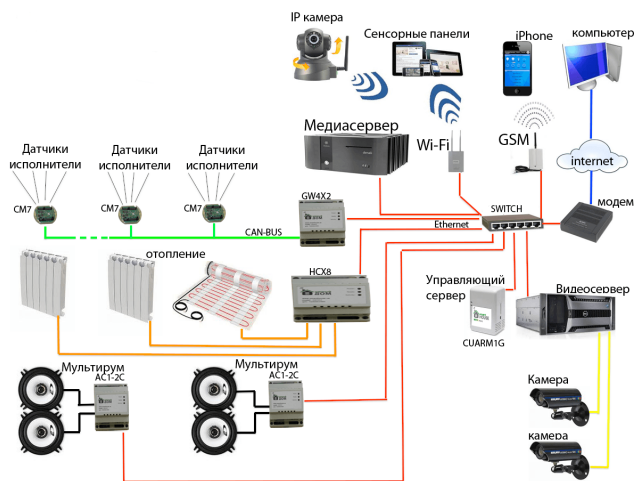 IP камера
Сенсорные панели
iPhone
компьютер
Медиасервер
Wi-Fi
GSM
internet
модем
Датчики
исполнители
Датчики
исполнители
Датчики
исполнители
CM7
CM7
CM7
GW4X2
SWITCH
CAN-BUS
Ethernet
отопление
HCX8
Управляющий
сервер
CUARM1G
Видеосервер
Мультирум
AC1-2C
Мультирум
AC1-2C
Камера
камера